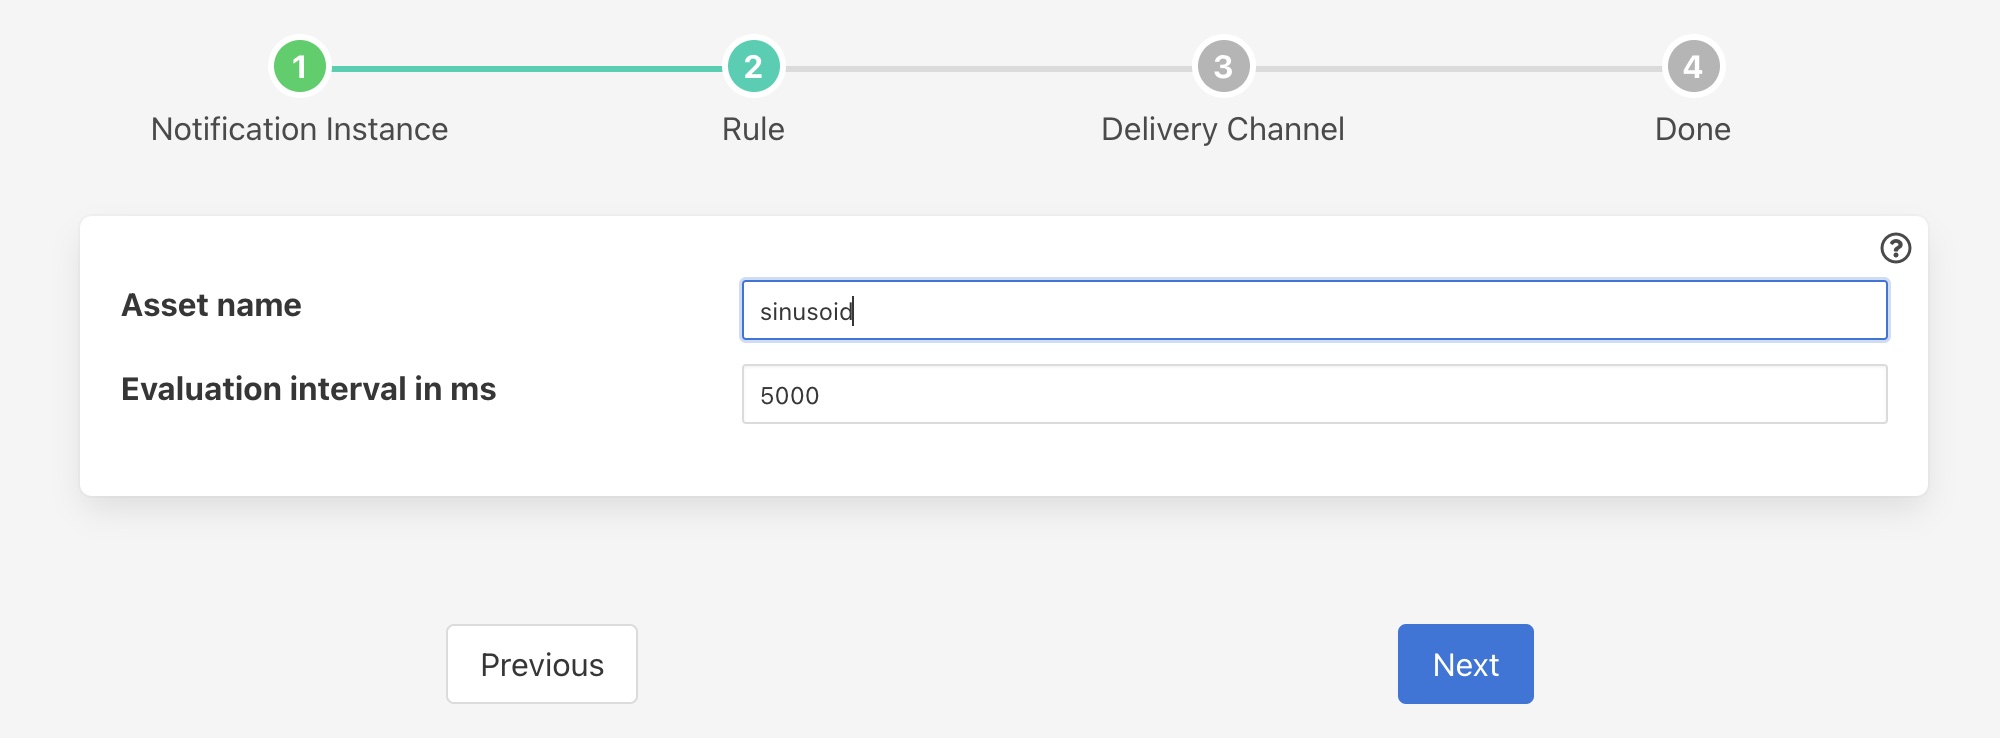 1 2 3 4
Notification Instance Rule Delivery Channel Done
?
Asset name sinusoid
Evaluation interval in ms 5000
Previous Next